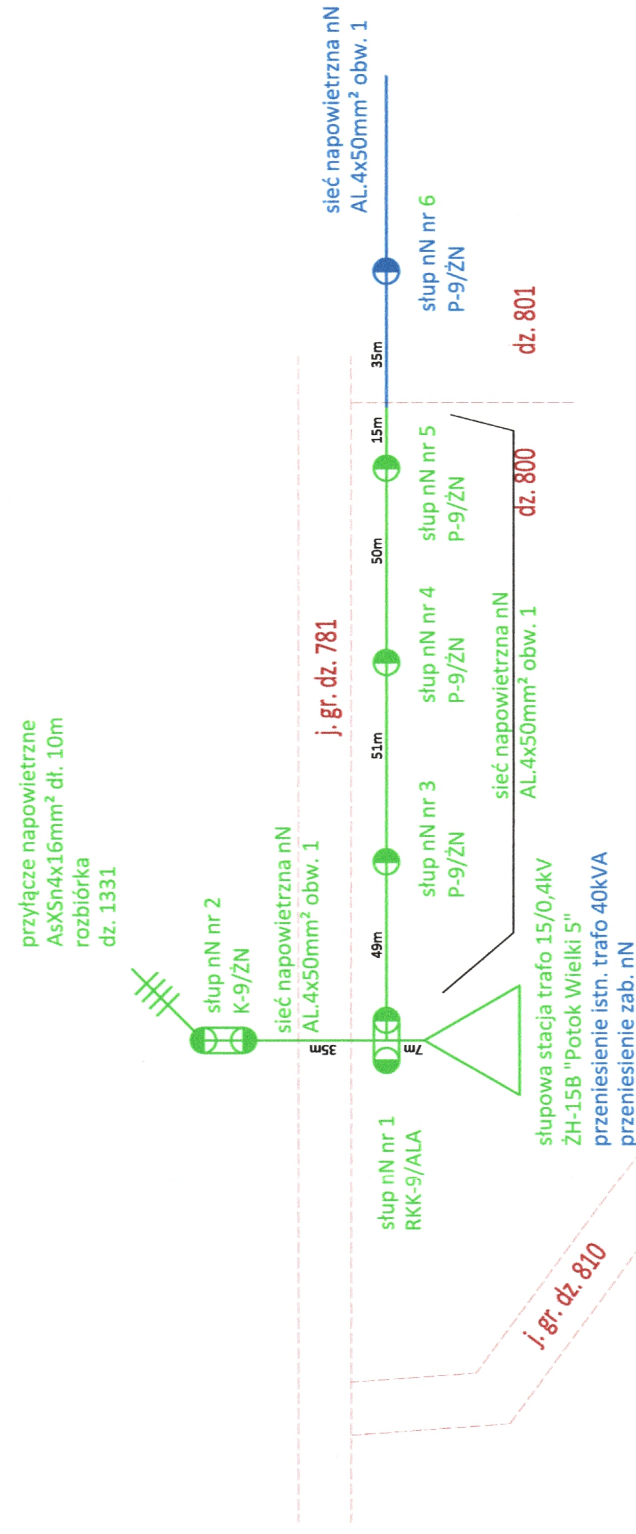 przyłącze napowietrzne
AsXSn4x16mm² dł. 10m
rozbiórka
dz. 1331
słup nN nr 2
K-9/ŻN
sieć napowietrzna nN
AL.4x50mm² obw. 1
35m
7m
słup nN nr 1
RKK-9/ALA
słupowa stacja trafo 15/0,4kV
ŻH-15B "Potok Wielki 5"
przeniesienie istn. trafo 40kVA
przeniesienie zab. nN
j. gr. dz. 810
j. gr. dz. 781
49m
51m
50m
15m
35m
słup nN nr 3
P-9/ŻN
słup nN nr 4
P-9/ŻN
słup nN nr 5
P-9/ŻN
sieć napowietrzna nN
AL.4x50mm² obw. 1
dz. 800
dz. 801
słup nN nr 6
P-9/ŻN
sieć napowietrzna nN
AL.4x50mm² obw. 1